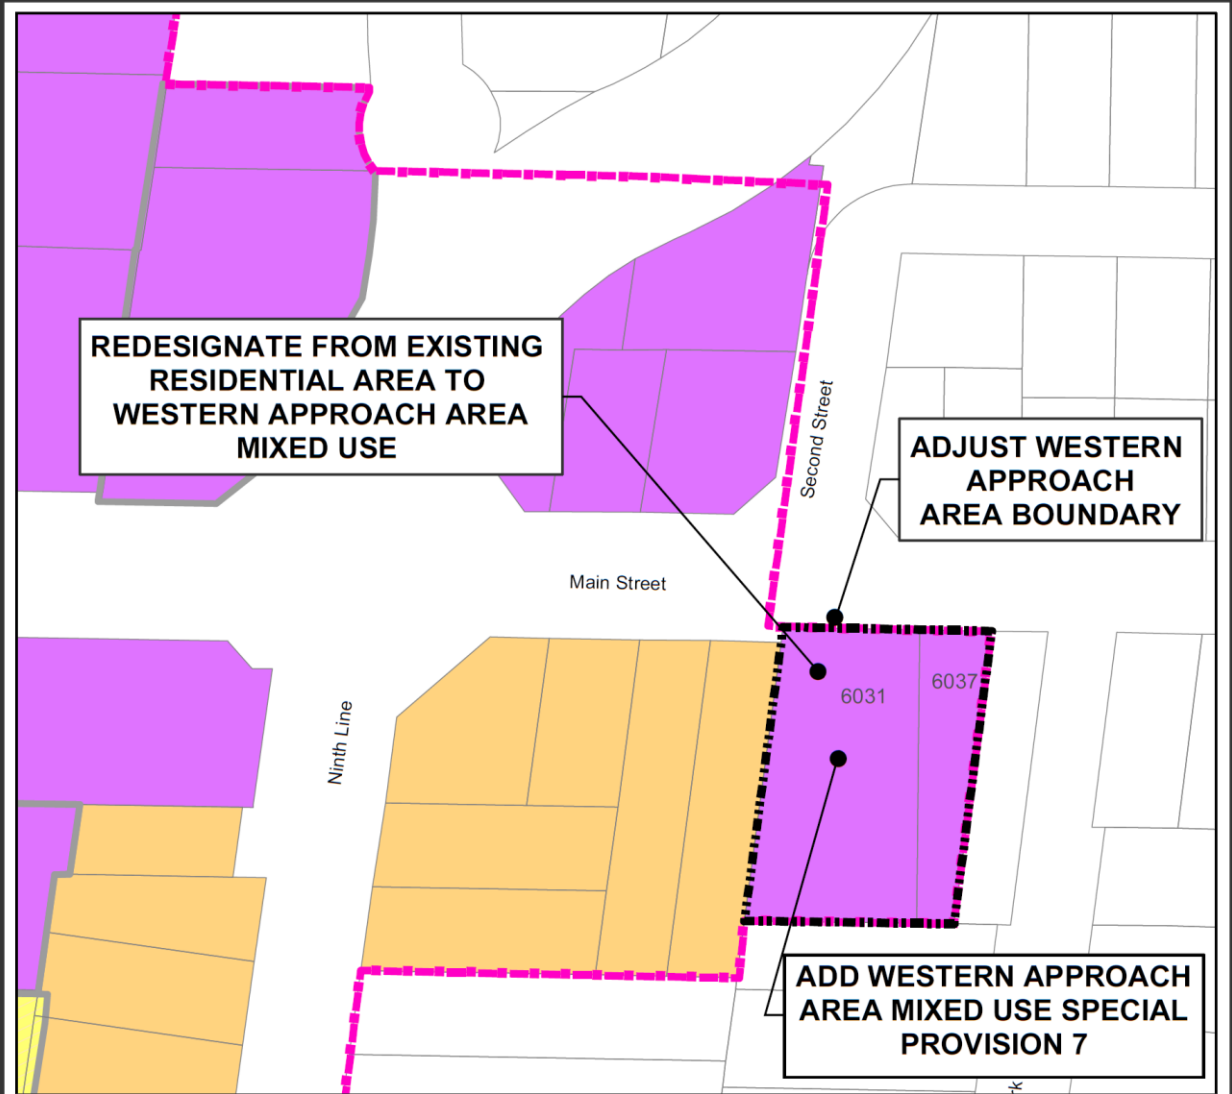 REDESIGNATE FROM EXISTING
RESIDENTIAL AREA TO
WESTERN APPROACH AREA
MIXED USE
Second Street
ADJUST WESTERN
APPROACH
AREA BOUNDARY
Main Street
6031
6037
Ninth Line
ADD WESTERN APPROACH
AREA MIXED USE SPECIAL
PROVISION 7